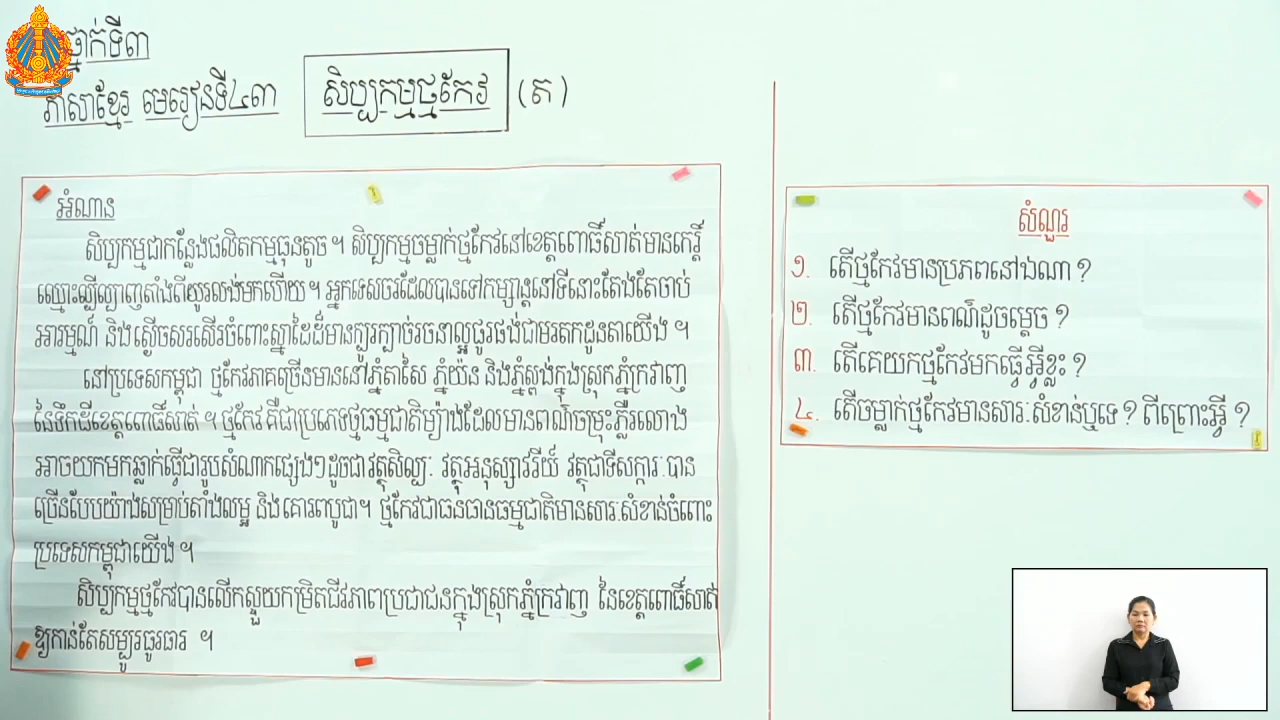 ថ្នាក់ទី៣
ភាសាខ្មែរ មេរៀនទី៤៣
សិប្បកម្មថ្មកែវ (ត)
អំណាន
សិប្បកម្មជាកន្លែងផលិតកម្មធុនតូច។ សិប្បកម្មចម្លាក់ថ្មកែវនៅខេត្តពោធិ៍សាត់មានកេរ្តិ៍
ឈ្មោះល្បីល្បាញតាំងពីយូរលង់មកហើយ។ អ្នកទេសចរដែលបានទៅកម្សាន្តនៅទីនោះតែងតែចាប់
អារម្មណ៍ និងស្ងើចសរសើរចំពោះស្នាដៃដ៏មានក្បូរក្បាច់រចនាល្អផូរផង់ជាមរតកដូនតាយើង ។
នៅប្រទេសកម្ពុជា ថ្មកែវភាគច្រើនមាននៅភ្នំតាសៃ ភ្នំយ៉ន និងភ្នំស្ពង់ក្នុងស្រុកភ្នំក្រវាញ
នៃទឹកដីខេត្តពោធិ៍សាត់ ។ ថ្មកែវ គឺជាប្រភេទថ្មធម្មជាតិម្យ៉ាងដែលមានពណ៌ចម្រុះភ្លឺរលោង
អាចយកមកឆ្លាក់ធ្វើជារូបសំណាកផ្សេងៗដូចជាវត្ថុសិល្បៈ វត្ថុអនុស្សាវរីយ៍ វត្ថុជាទីសក្ការៈបាន
ច្រើនបែបយ៉ាងសម្រាប់តាំងលម្អ និងគោរពបូជា។ ថ្មកែវជាធនធានធម្មជាតិមានសារៈសំខាន់ចំពោះ
ប្រទេសកម្ពុជាយើង ។
សិប្បកម្មថ្មកែវបានលើកស្ទួយកម្រិតជីវភាពប្រជាជនក្នុងស្រុកភ្នំក្រវាញ នៃខេត្តពោធិ៍សាត់
ឱ្យកាន់តែសម្បូរធូរធារ ។
សំណួរ
១. តើថ្មកែវមានប្រភពនៅឯណា ?
២. តើថ្មកែវមានពណ៌ដូចម្តេច ?
៣. តើគេយកថ្មកែវមកធ្វើអ្វីខ្លះ ?
៤. តើចម្លាក់ថ្មកែវមានសារៈសំខាន់ឬទេ ? ពីព្រោះអ្វី ?